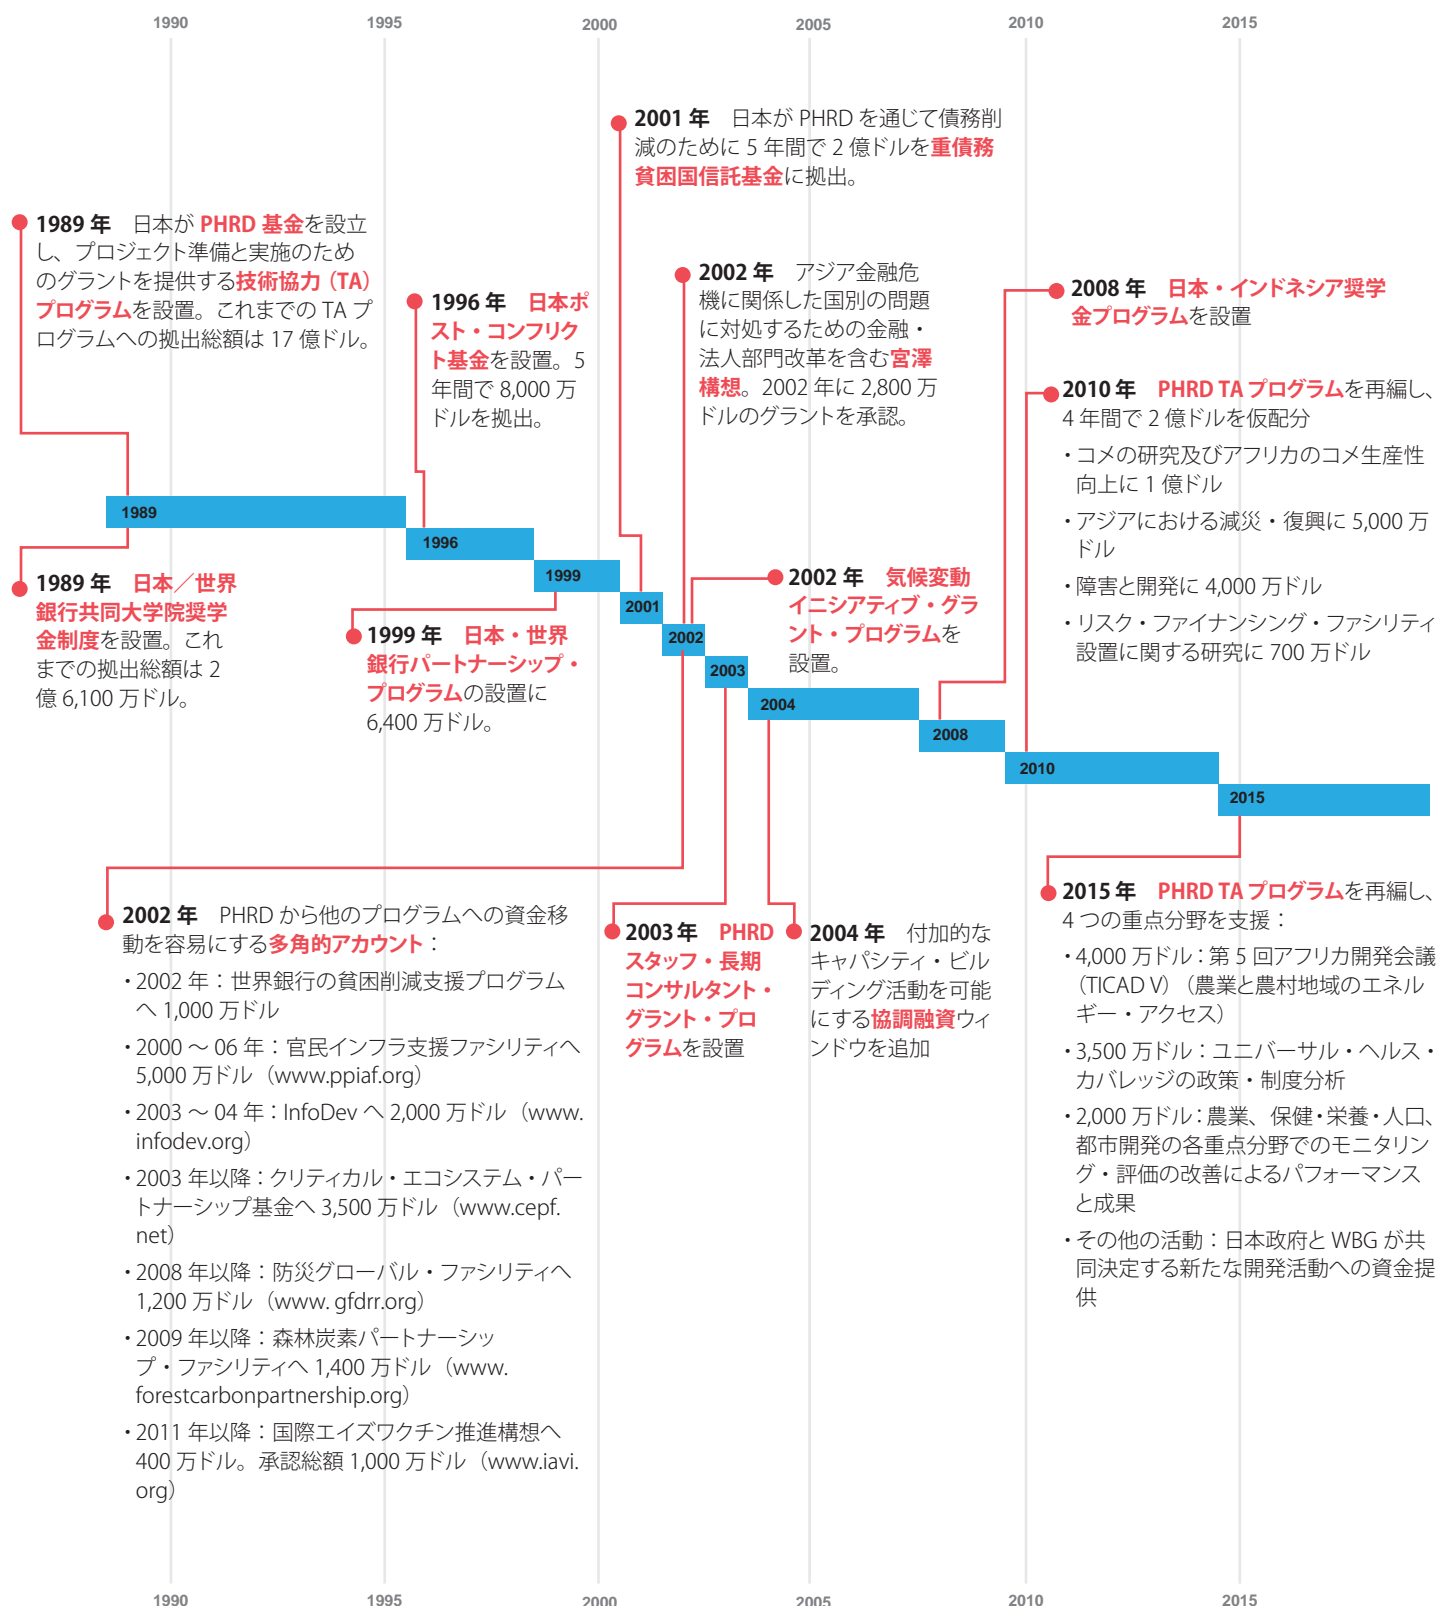 1990
1995
2000
2005
2010
2015
2001 年　日本が PHRD を通じて債務削
減のために 5 年間で 2 億ドルを重債務
貧困国信託基金に拠出。
1989 年　日本が PHRD 基金を設立
し、プロジェクト準備と実施のため
のグラントを提供する技術協力（TA）
プログラムを設置。これまでの TA プ
ログラムへの拠出総額は 17 億ドル。
1996 年　日本ポ
スト・コンフリク
ト基金を設置。5
年間で 8,000 万
ドルを拠出。
2002 年　アジア金融危
機に関係した国別の問題
に対処するための金融・
法人部門改革を含む宮澤
構想。2002 年に 2,800 万
ドルのグラントを承認。
2008 年　日本・インドネシア奨学
金プログラムを設置
2010 年　PHRD TA プログラムを再編し、
4 年間で 2 億ドルを仮配分
・コメの研究及びアフリカのコメ生産性
向上に 1 億ドル
・アジアにおける減災・復興に 5,000 万
ドル
・障害と開発に 4,000 万ドル
・リスク・ファイナンシング・ファシリティ
設置に関する研究に 700 万ドル
1989
1996
1999
2001
2002
2003
2004
2008
2010
2015
1989 年　日本／世界
銀行共同大学院奨学
金制度を設置。これ
までの拠出総額は 2
億 6,100 万ドル。
1999 年　日本・世界
銀行パートナーシップ・
プログラムの設置に
6,400 万ドル。
2002 年　気候変動
イニシアティブ・グラ
ント・プログラムを
設置。
2002 年　PHRD から他のプログラムへの資金移
動を容易にする多角的アカウント：
・2002 年：世界銀行の貧困削減支援プログラム
へ 1,000 万ドル
・2000 ～ 06 年：官民インフラ支援ファシリティへ
5,000 万ドル（www.ppiaf.org）
・2003 ～ 04 年：InfoDev へ 2,000 万ドル（www.
infodev.org）
・2003 年以降：クリティカル・エコシステム・パー
トナーシップ基金へ 3,500 万ドル（www.cepf.
net）
・2008 年以降：防災グローバル・ファシリティへ
1,200 万ドル（www. gfdrr.org）
・2009 年以降：森林炭素パートナーシッ
プ・ファシリティへ 1,400 万ドル（www.
forestcarbonpartnership.org）
・2011 年以降：国際エイズワクチン推進構想へ
400 万ドル。承認総額 1,000 万ドル（www.iavi.
org）
2003 年　PHRD
スタッフ・長期
コンサルタント・
グラント・プロ
グラムを設置
2004 年　付加的な
キャパシティ・ビル
ディング活動を可能
にする協調融資ウィ
ンドウを追加
2015 年　PHRD TA プログラムを再編し、
4 つの重点分野を支援：
・4,000 万ドル：第 5 回アフリカ開発会議
（TICAD V）（農業と農村地域のエネル
ギー・アクセス）
・3,500 万ドル：ユニバーサル・ヘルス・
カバレッジの政策・制度分析
・2,000 万ドル：農業、保健・栄養・人口、
都市開発の各重点分野でのモニタリン
グ・評価の改善によるパフォーマンス
と成果
・その他の活動：日本政府と WBG が共
同決定する新たな開発活動への資金提
供
1990
1995
2000
2005
2010
2015